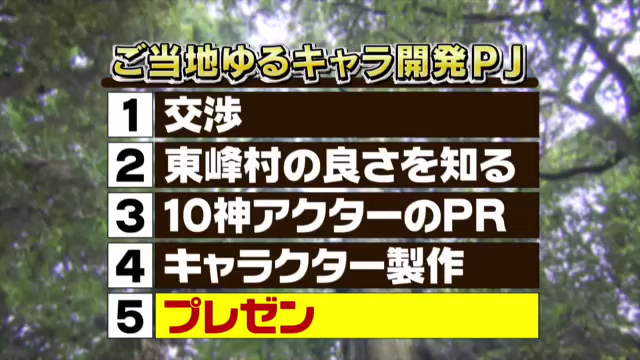 ご当地ゆるキャラ開発PJ
1 交渉
2 東峰村の良さを知る
3 10神アクターのPR
4 キャラクター製作
5 プレゼン